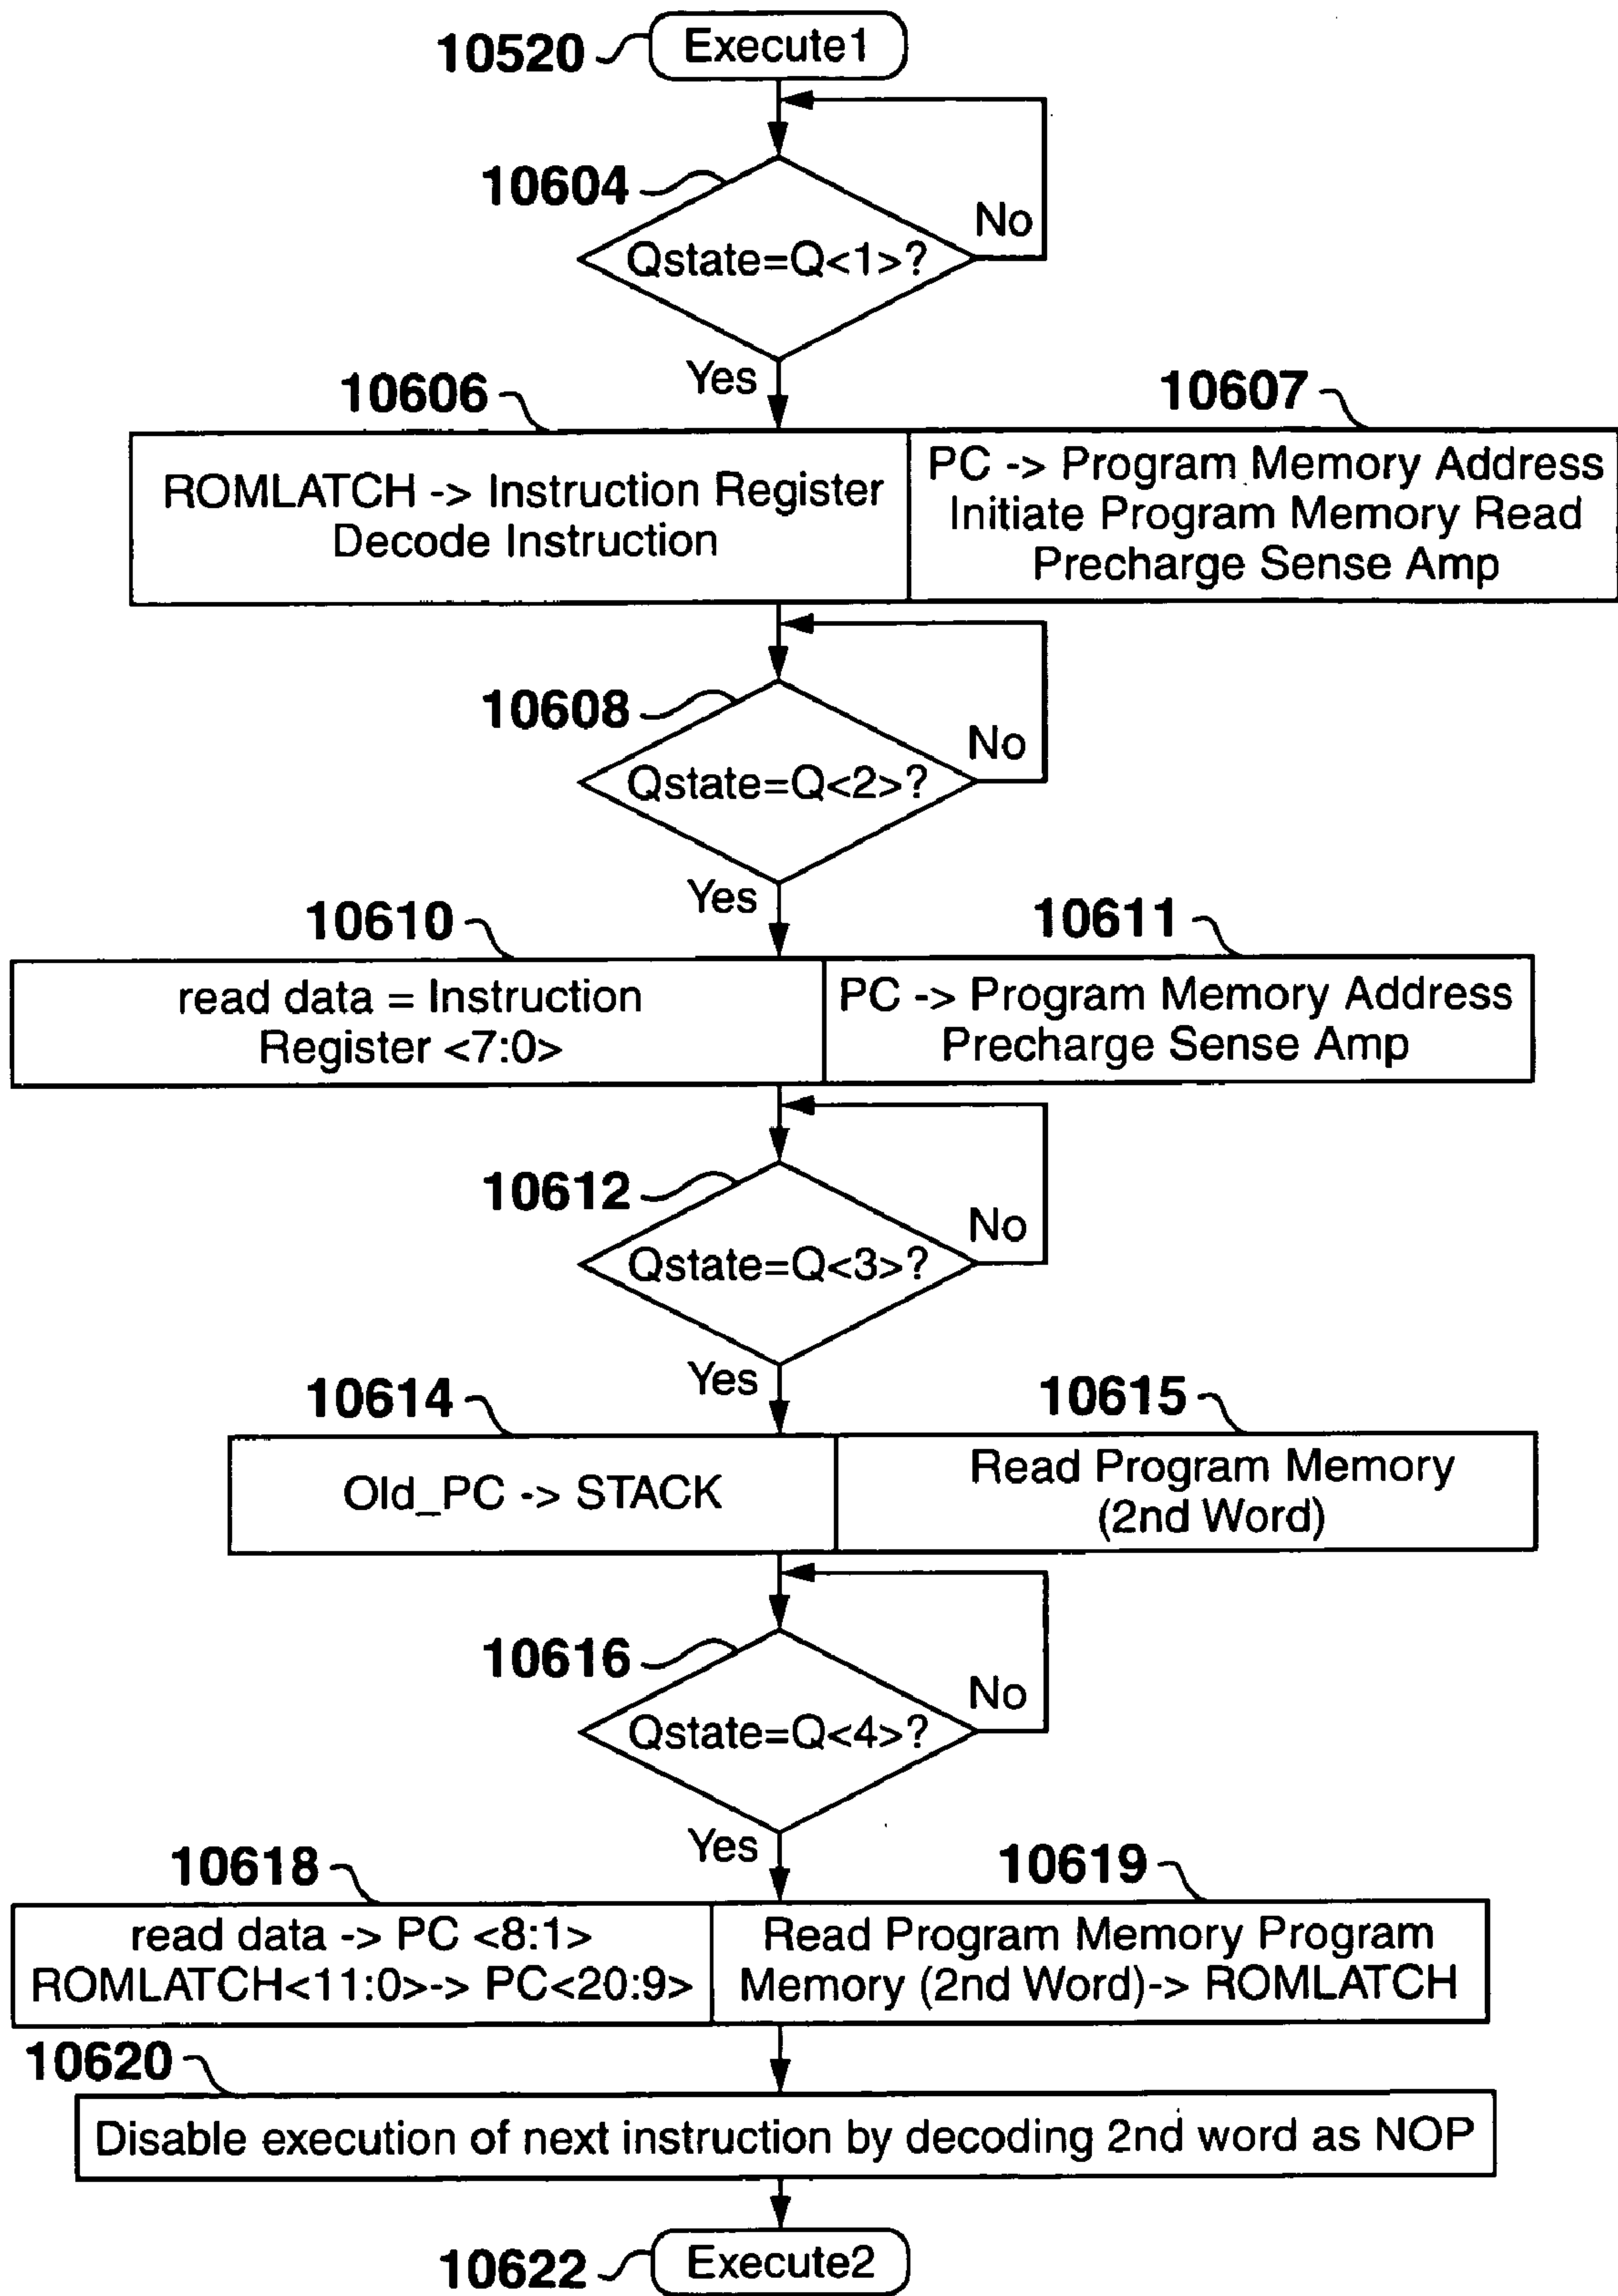 10520
Execute1
10604
No
Qstate=Q<1>?
Yes
10606
10607
ROMLATCH -> Instruction Register
Decode Instruction
PC -> Program Memory Address
Initiate Program Memory Read
Precharge Sense Amp
10608
No
Qstate=Q<2>?
Yes
10610
10611
read data = Instruction
Register <7:0>
PC -> Program Memory Address
Precharge Sense Amp
10612
No
Qstate=Q<3>?
Yes
10614
10615
Old_PC -> STACK
Read Program Memory
(2nd Word)
10616
No
Qstate=Q<4>?
Yes
10618
10619
read data -> PC <8:1>
ROMLATCH<11:0>-> PC<20:9>
Read Program Memory Program
Memory (2nd Word)-> ROMLATCH
10620
Disable execution of next instruction by decoding 2nd word as NOP
10622
Execute2